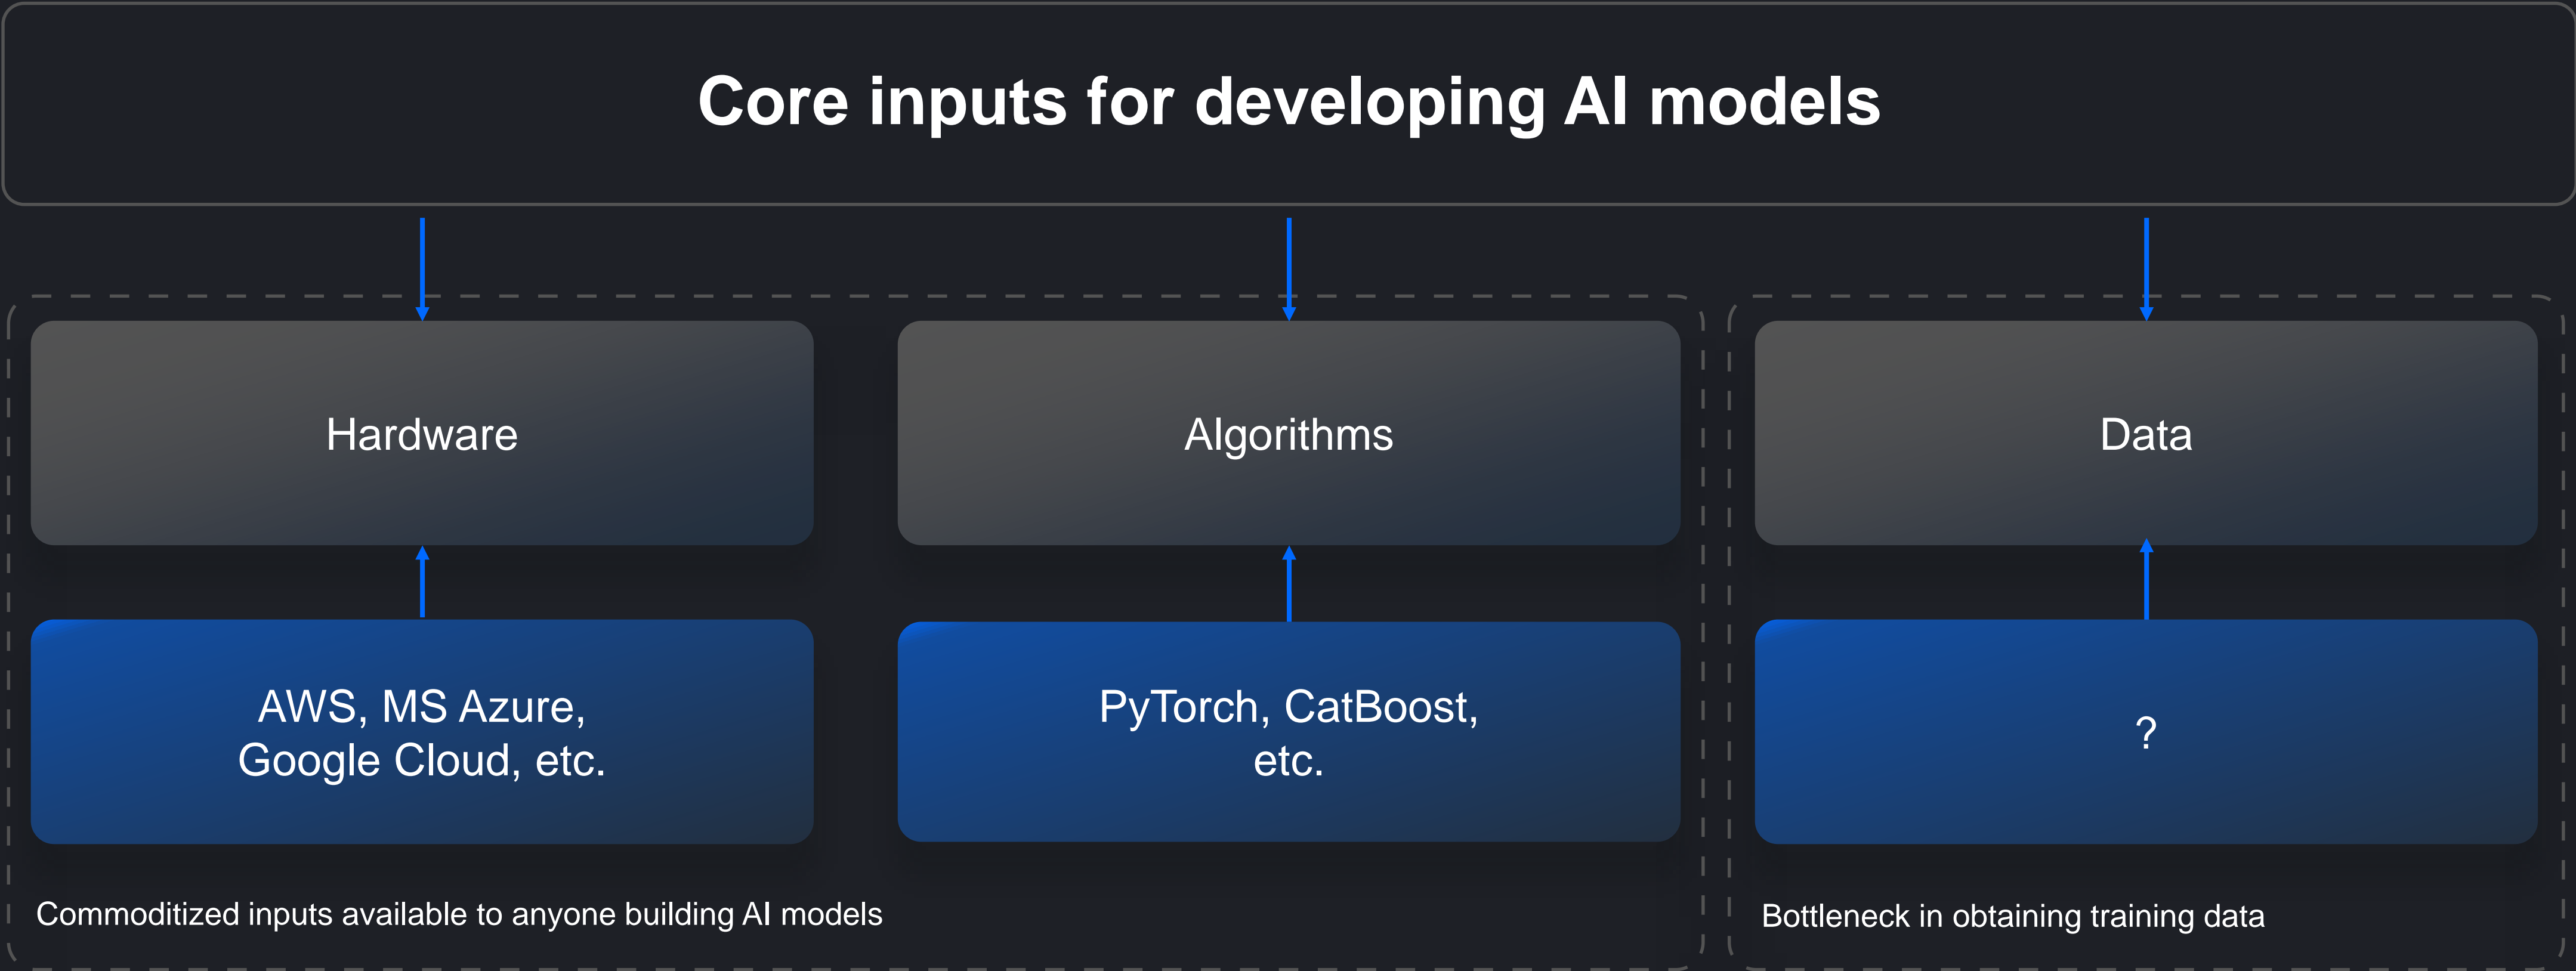 Core inputs for developing AI models
Hardware
Algorithms
Data
AWS, MS Azure,
Google Cloud, etc.
PyTorch, CatBoost,
etc.
?
Commoditized inputs available to anyone building AI models
Bottleneck in obtaining training data